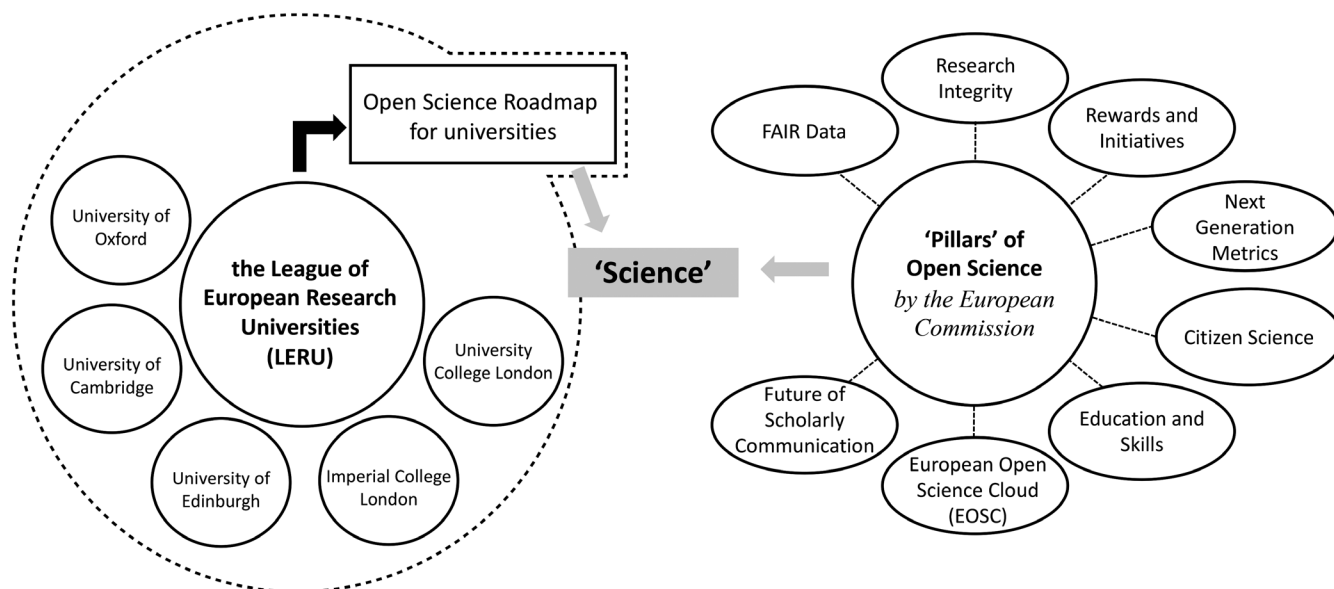 Open Science Roadmap
for universities
University of
Oxford
the League of
European Research
Universities
(LERU)
University of
Cambridge
University
College London
University of
Edinburgh
Imperial College
London
‘Science’
Research
Integrity
FAIR Data
Rewards and
Initiatives
Next
Generation
Metrics
‘Pillars’ of
Open Science
by the European
Commission
Citizen Science
Future of
Scholarly
Communication
Education and
Skills
European Open
Science Cloud
(EOSC)